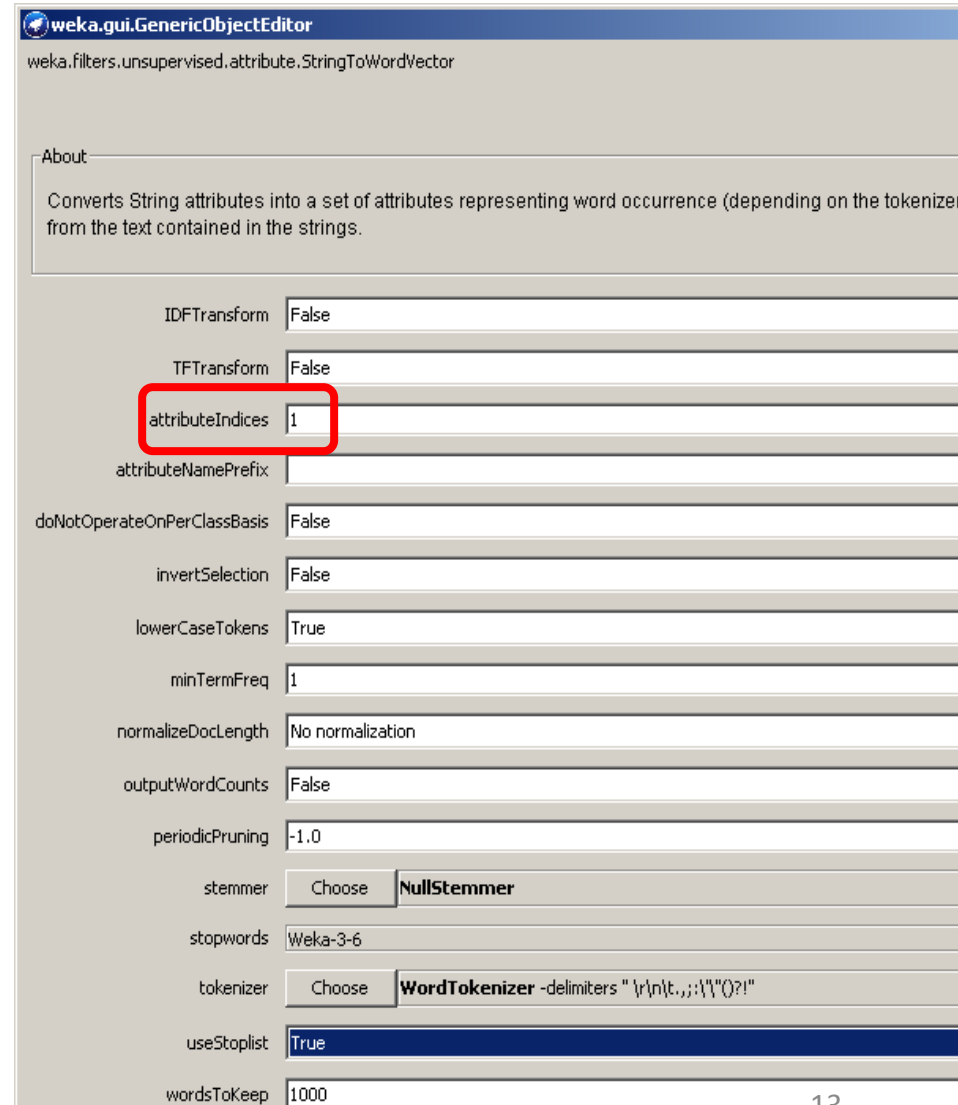 weka.gui.GenericObjectEditor
weka.filters.unsupervised.attribute.StringToWordVector
About
Converts String attributes into a set of attributes representing word occurrence (depending on the tokenizer
from the text contained in the strings.
IDFTransform False
TFTransform False
attributeIndices 1
attributeNamePrefix
doNotOperateOnPerClassBasis False
invertSelection False
lowerCaseTokens True
minTermFreq 1
normalizeDocLength No normalization
outputWordCounts False
periodicPruning -1.0
stemmer Choose NullStemmer
stopwords Weka-3-6
tokenizer Choose WordTokenizer -delimiters " \r\n\t.,;:\'\"()?!"
useStoplist True
wordsToKeep 1000
13